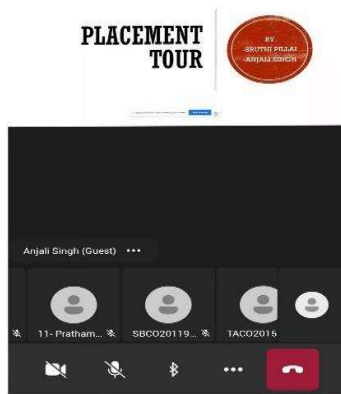 PLACEMENT
TOUR
BY
-SRUTHI PILLAI
-ANJALI SINGH
Anjali Singh (Guest) •••
11- Pratham...
SBCO20119...
TACO2015